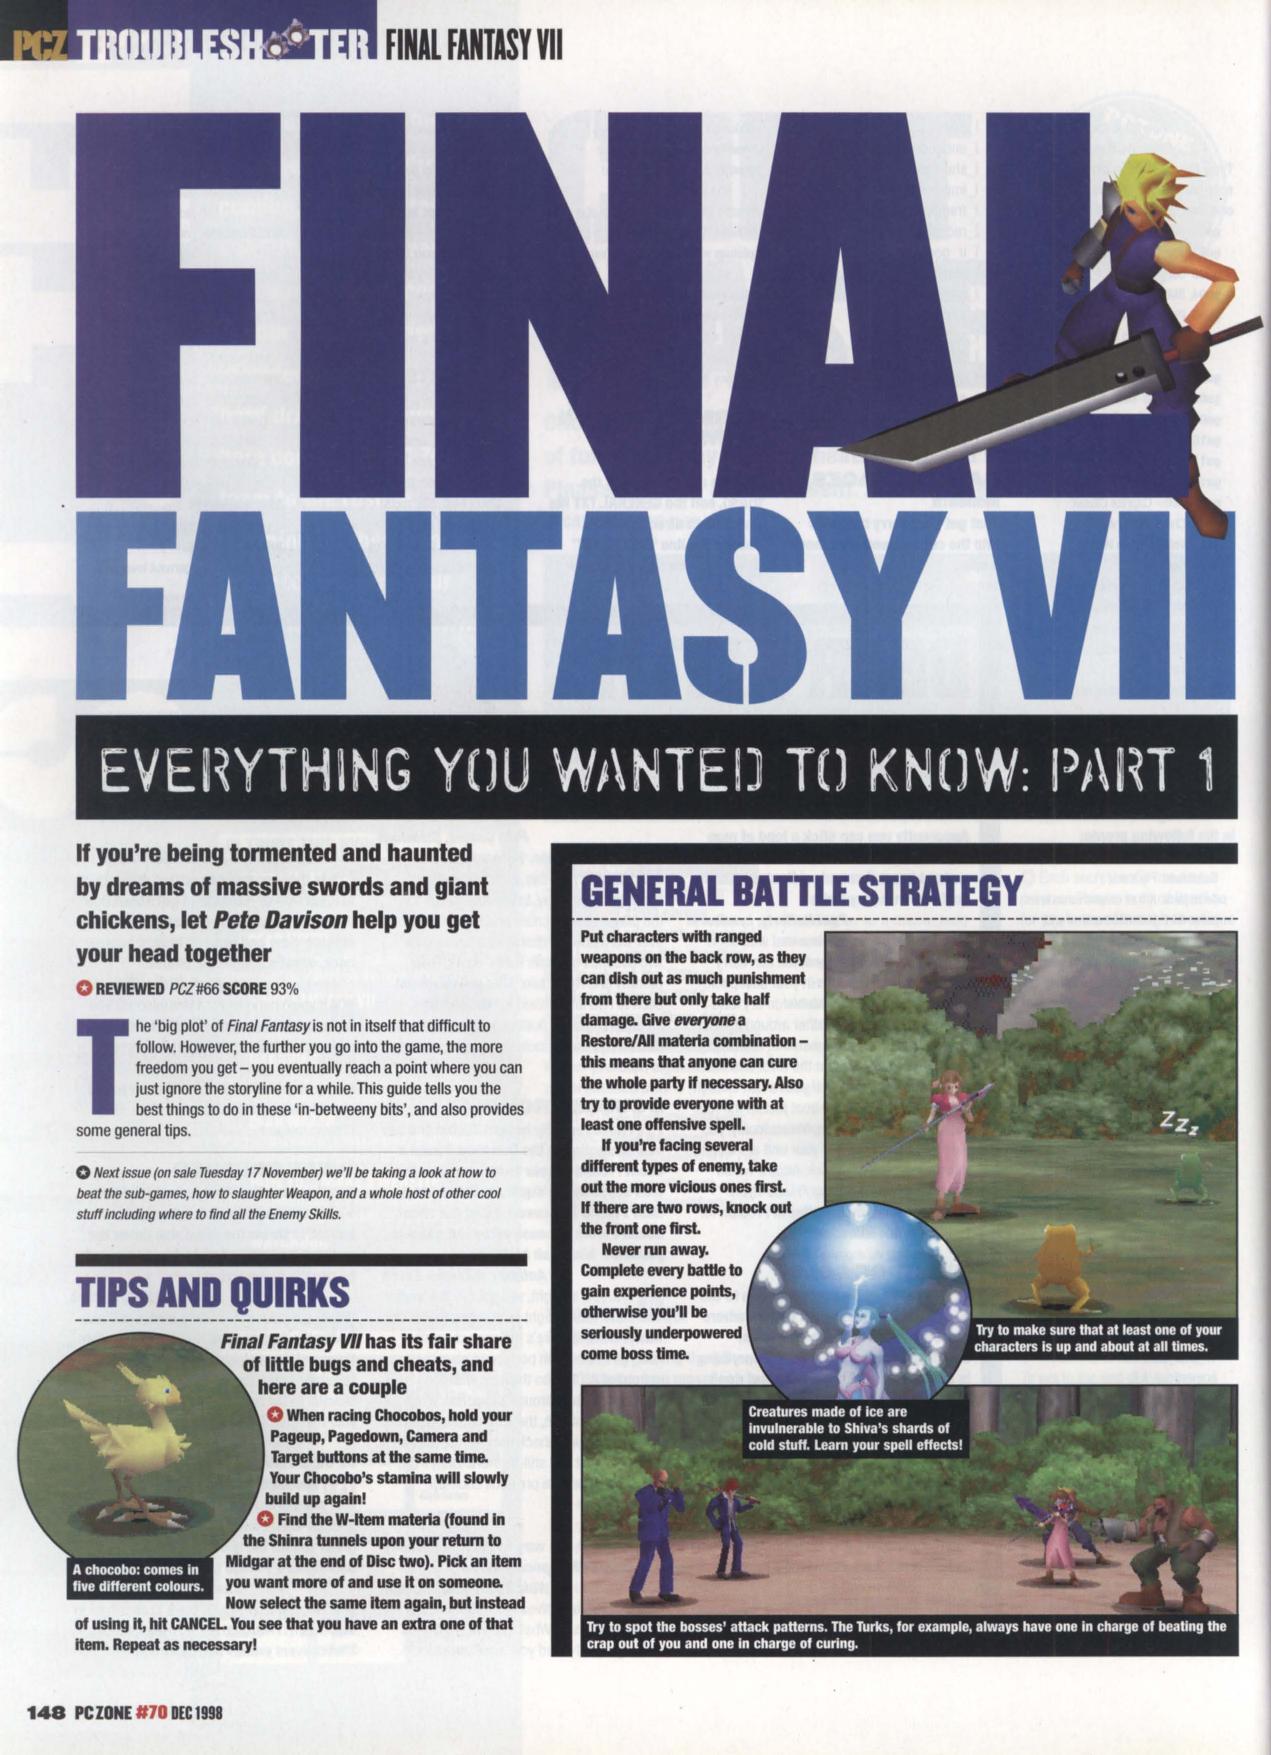 PCZ TROUBLESHOOTER FINAL FANTASY VII
FINAL
FANTASY VII
EVERYTHING YOU WANTED TO KNOW: PART 1
If you're being tormented and haunted
by dreams of massive swords and giant
chickens, let Pete Davison help you get
your head together
REVIEWED PCZ #66 SCORE 93%
The 'big plot' of Final Fantasy is not in itself that difficult to
follow. However, the further you go into the game, the more
freedom you get – you eventually reach a point where you can
just ignore the storyline for a while. This guide tells you the
best things to do in these 'in-betweeny bits', and also provides
some general tips.
Next issue (on sale Tuesday 17 November) we'll be taking a look at how to
beat the sub-games, how to slaughter Weapon, and a whole host of other cool
stuff including where to find all the Enemy Skills.
TIPS AND QUIRKS
Final Fantasy VII has its fair share
of little bugs and cheats, and
here are a couple
When racing Chocobos, hold your
Pageup, Pagedown, Camera and
Target buttons at the same time.
Your Chocobo's stamina will slowly
build up again!
Find the W-Item materia (found in
the Shinra tunnels upon your return to
Midgar at the end of Disc two). Pick an item
you want more of and use it on someone.
Now select the same item again, but instead
of using it, hit CANCEL. You see that you have an extra one of that
item. Repeat as necessary!
A chocobo: comes in
five different colours.
GENERAL BATTLE STRATEGY
Put characters with ranged
weapons on the back row, as they
can dish out as much punishment
from there but only take half
damage. Give everyone a
Restore/All materia combination –
this means that anyone can cure
the whole party if necessary. Also
try to provide everyone with at
least one offensive spell.
If you're facing several
different types of enemy, take
out the more vicious ones first.
If there are two rows, knock out
the front one first.
Never run away.
Complete every battle to
gain experience points,
otherwise you'll be
seriously underpowered
come boss time.
Zzz
Try to make sure that at least one of your
characters is up and about at all times.
Creatures made of ice are
invulnerable to Shiva's shards of
cold stuff. Learn your spell effects!
Try to spot the bosses' attack patterns. The Turks, for example, always have one in charge of beating the
crap out of you and one in charge of curing.
148 PC ZONE #70 DEC 1998